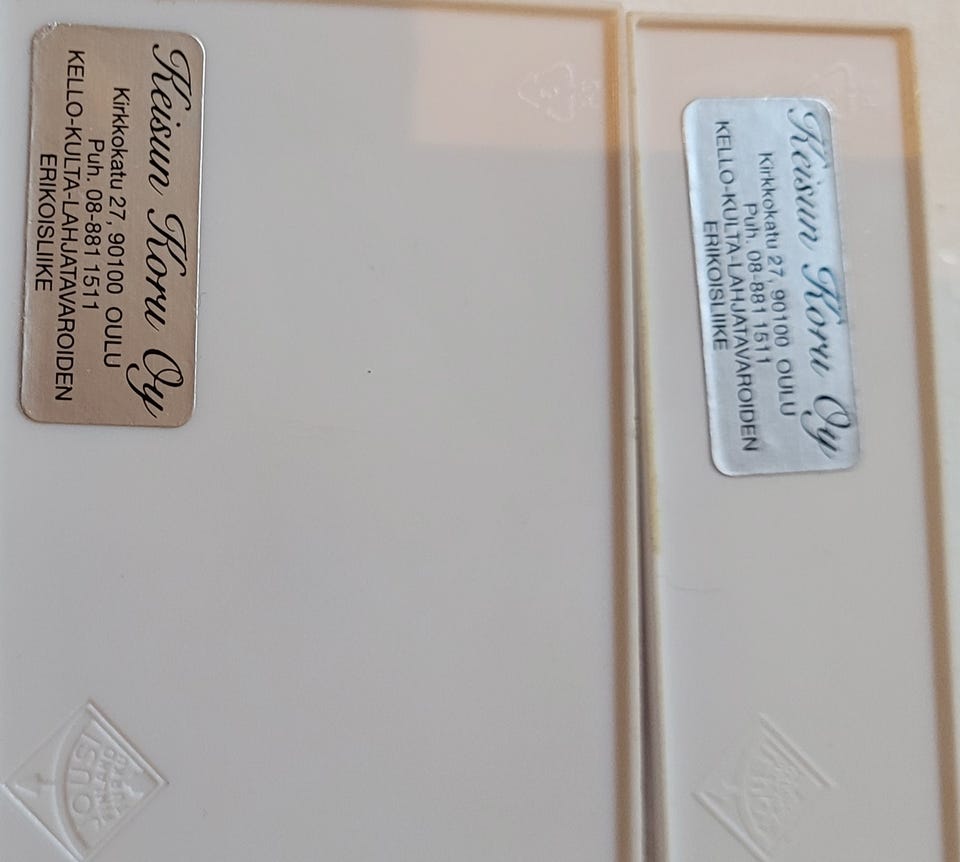 Keisun Koru Oy
Kirkkokatu 27, 90100 OULU
Puh. 08-881 1511
KELLO-KULTA-LAHJATAVAROIDEN
ERIKOISLIIKE
Keisun Koru Oy
Kirkkokatu 27, 90100 OULU
Puh. 08-881 1511
KELLO-KULTA-LAHJATAVAROIDEN
ERIKOISLIIKE